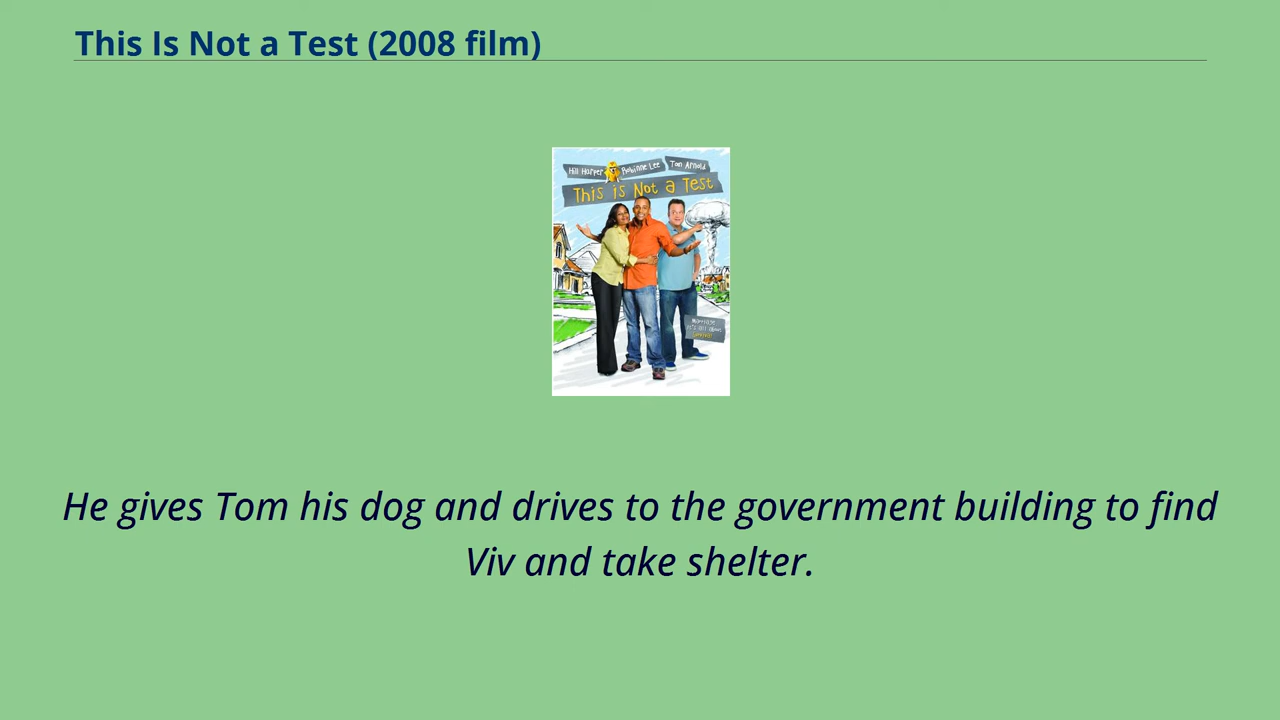 This Is Not a Test (2008 film)
Hill Harper Robinne Lee Tom Arnold
This is Not a Test
He gives Tom his dog and drives to the government building to find
Viv and take shelter.